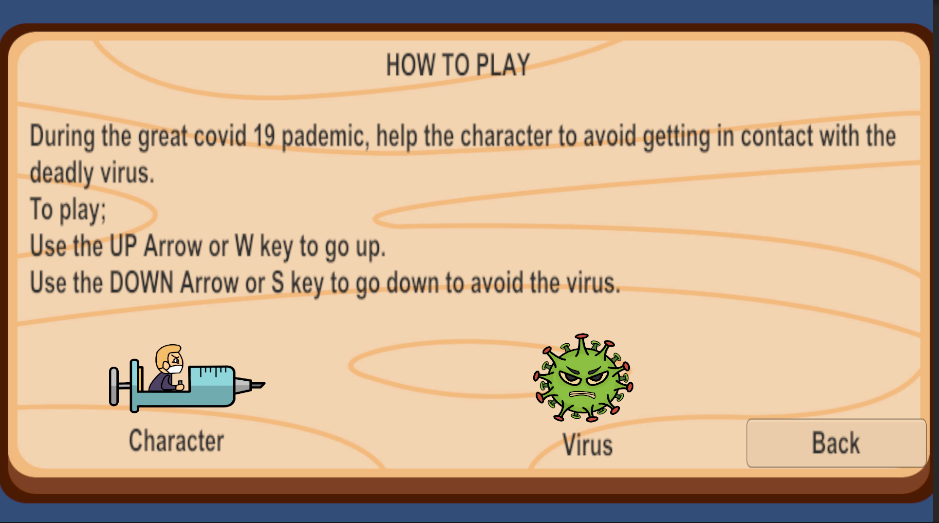 HOW TO PLAY
During the great covid 19 pademic, help the character to avoid getting in contact with the
deadly virus.
To play;
Use the UP Arrow or W key to go up.
Use the DOWN Arrow or S key to go down to avoid the virus.
Character
Virus
Back